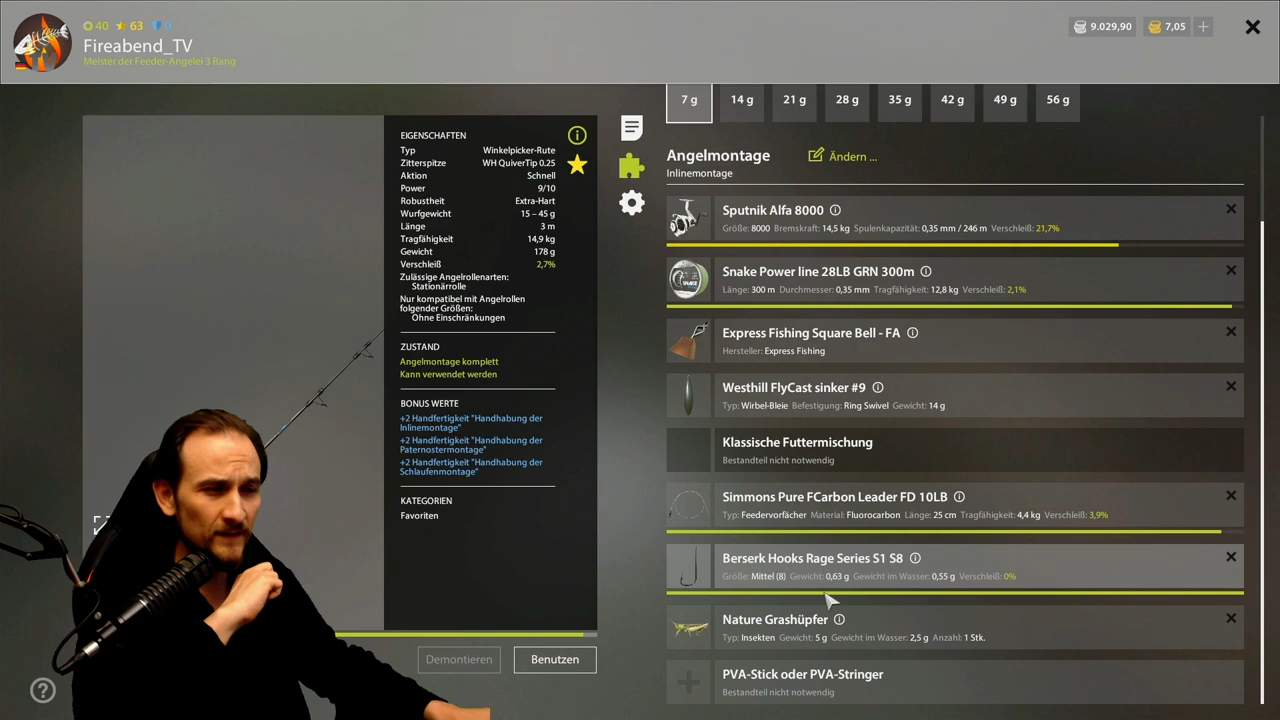 40 63 0
Fireabend_TV
Meister der Feeder-Angelei 3 Rang
9.029,90 7,05 +
EIGENSCHAFTEN
Typ Winkelpicker-Rute
Zitterspitze WH QuiverTip 0.25
Aktion Schnell
Power 9/10
Robustheit Extra-Hart
Wurfgewicht 15 – 45 g
Länge 3 m
Tragfähigkeit 14,9 kg
Gewicht 178 g
Verschleiß 2,7%
Zulässige Angelrollenarten:
Stationärrolle
Nur kompatibel mit Angelrollen
folgender Größen:
Ohne Einschränkungen
ZUSTAND
Angelmontage komplett
Kann verwendet werden
BONUS WERTE
+2 Handfertigkeit "Handhabung der
Inlinemontage"
+2 Handfertigkeit "Handhabung der
Paternostermontage"
+2 Handfertigkeit "Handhabung der
Schlaufenmontage"
KATEGORIEN
Favoriten
Demontieren Benutzen
7 g 14 g 21 g 28 g 35 g 42 g 49 g 56 g
Angelmontage Ändern ...
Inlinemontage
Sputnik Alfa 8000
Größe: 8000 Bremskraft: 14,5 kg Spulenkapazität: 0,35 mm / 246 m Verschleiß: 21,7%
Snake Power line 28LB GRN 300m
Länge: 300 m Durchmesser: 0,35 mm Tragfähigkeit: 12,8 kg Verschleiß: 2,1%
Express Fishing Square Bell - FA
Hersteller: Express Fishing
Westhill FlyCast sinker #9
Typ: Wirbel-Bleie Befestigung: Ring Swivel Gewicht: 14 g
Klassische Futtermischung
Bestandteil nicht notwendig
Simmons Pure FCarbon Leader FD 10LB
Typ: Feedervorfächer Material: Fluorocarbon Länge: 25 cm Tragfähigkeit: 4,4 kg Verschleiß: 3,9%
Berserk Hooks Rage Series S1 S8
Größe: Mittel (8) Gewicht: 0,63 g Gewicht im Wasser: 0,55 g Verschleiß: 0%
Nature Grashüpfer
Typ: Insekten Gewicht: 5 g Gewicht im Wasser: 2,5 g Anzahl: 1 Stk.
PVA-Stick oder PVA-Stringer
Bestandteil nicht notwendig